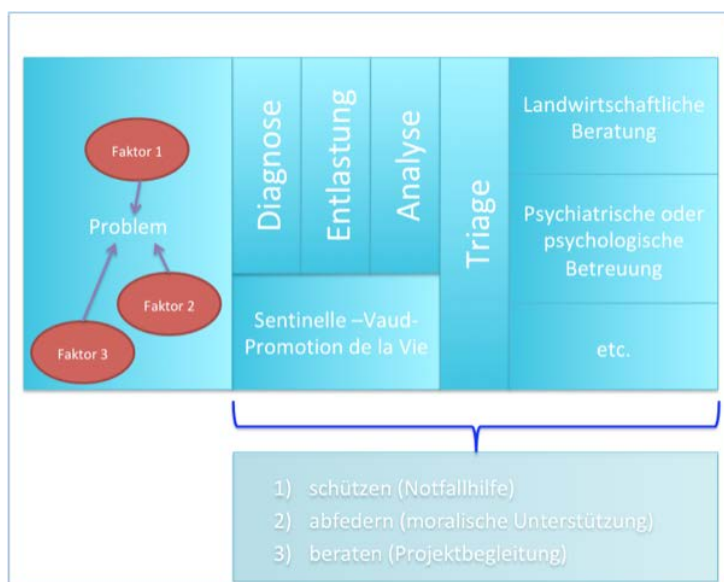 Faktor 1
Problem
Faktor 2
Faktor 3
Diagnose
Entlastung
Analyse
Sentinelle –Vaud-
Promotion de la Vie
Triage
Landwirtschaftliche
Beratung
Psychiatrische oder
psychologische
Betreuung
etc.
1) schützen (Notfallhilfe)
2) abfedern (moralische Unterstützung)
3) beraten (Projektbegleitung)